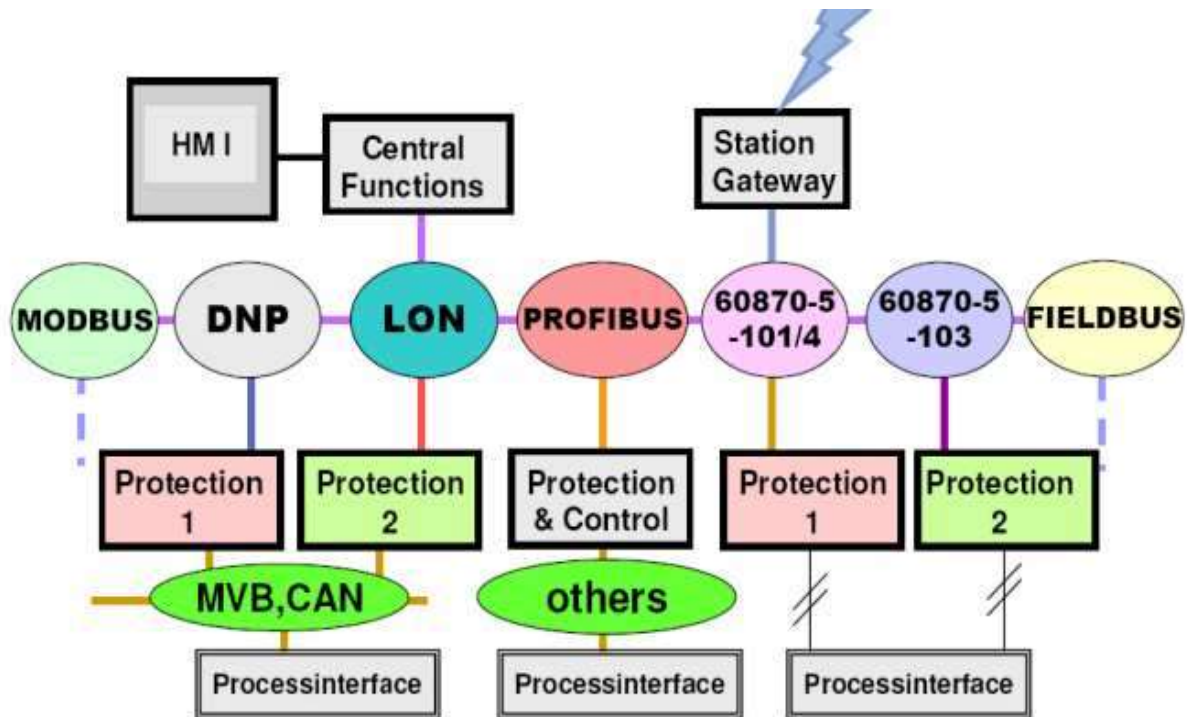 HM I
Central
Functions
Station
Gateway
MODBUS
DNP
LON
PROFIBUS
60870-5
-101/4
60870-5
-103
FIELDBUS
Protection
1
Protection
2
Protection
& Control
Protection
1
Protection
2
MVB,CAN
others
Processinterface
Processinterface
Processinterface